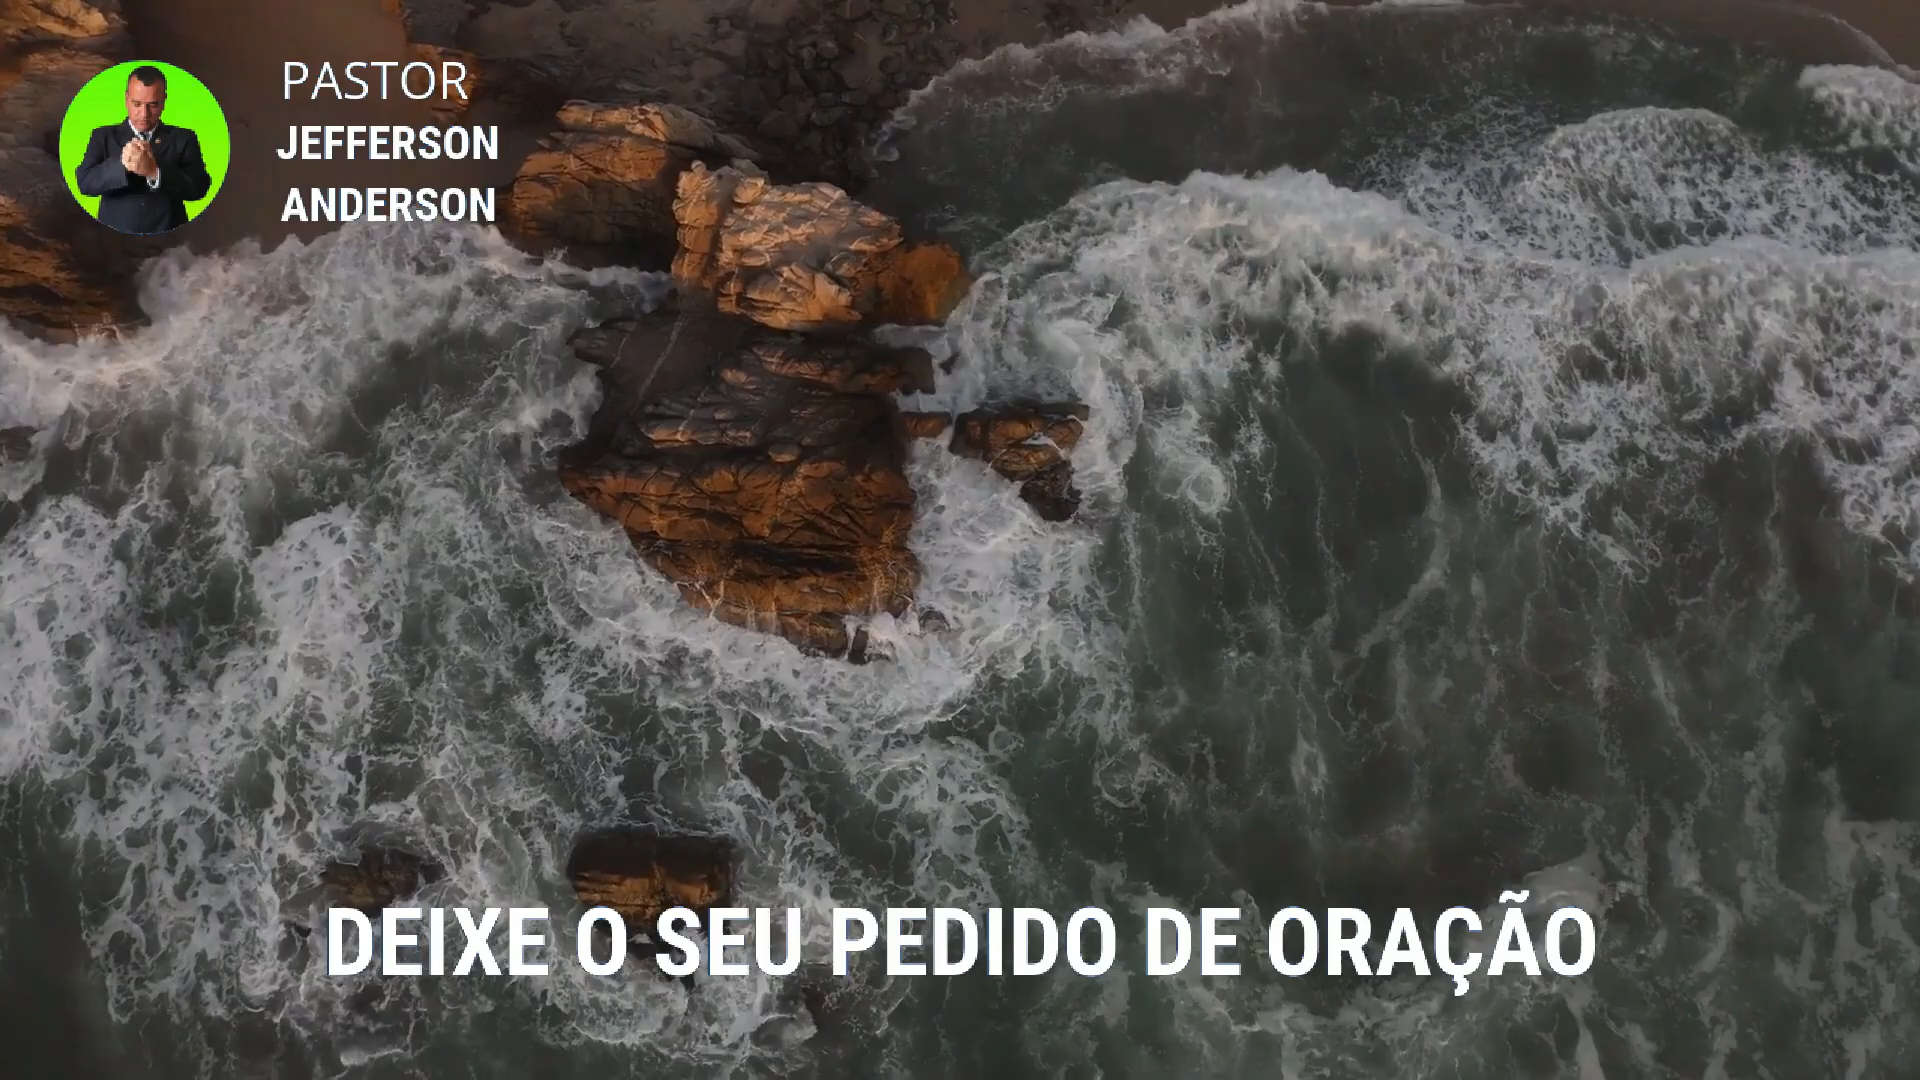 PASTOR
JEFFERSON
ANDERSON
DEIXE O SEU PEDIDO DE ORAÇÃO